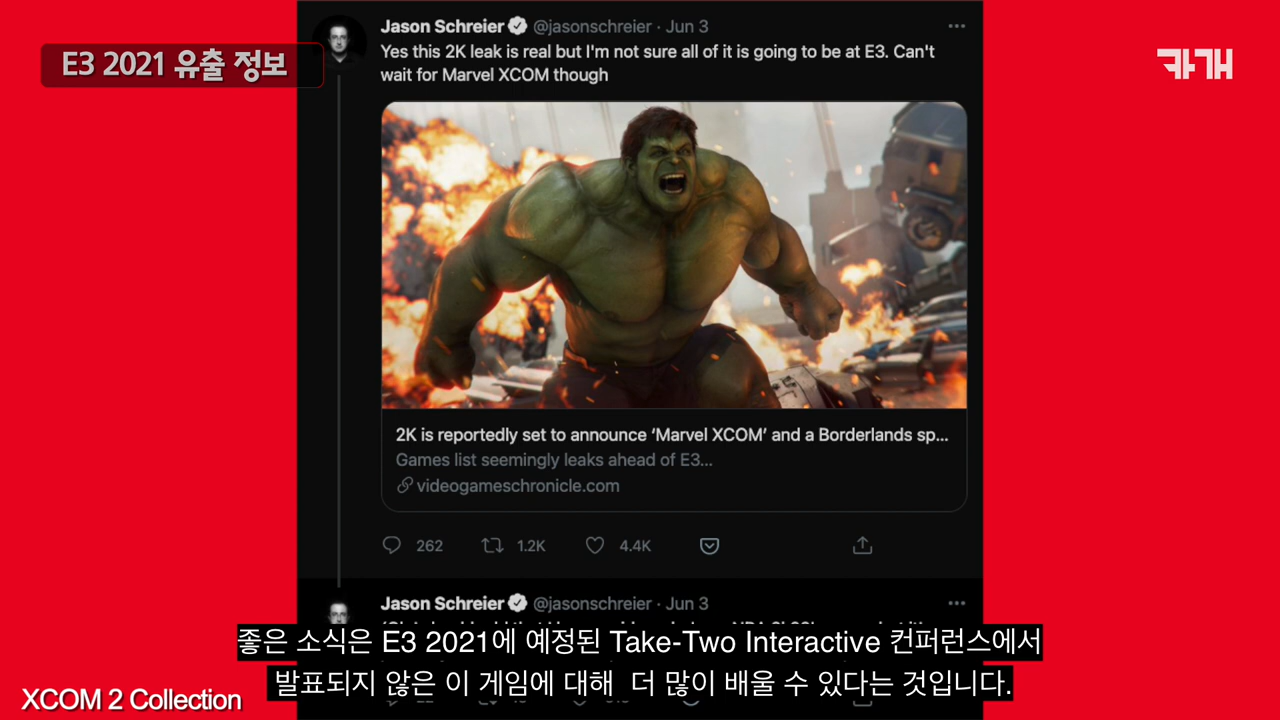 E3 2021 유출 정보
카개
Jason Schreier @jasonschreier · Jun 3
Yes this 2K leak is real but I'm not sure all of it is going to be at E3. Can't
wait for Marvel XCOM though
2K is reportedly set to announce ‘Marvel XCOM’ and a Borderlands sp...
Games list seemingly leaks ahead of E3...
videogameschronicle.com
262 1.2K 4.4K
Jason Schreier @jasonschreier · Jun 3
좋은 소식은 E3 2021에 예정된 Take-Two Interactive 컨퍼런스에서
발표되지 않은 이 게임에 대해 더 많이 배울 수 있다는 것입니다.
XCOM 2 Collection